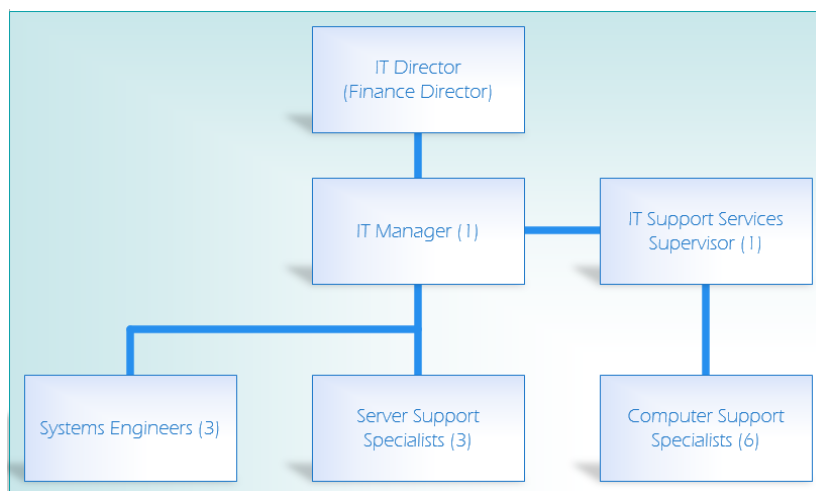 IT Director
(Finance Director)
IT Manager (1)
IT Support Services
Supervisor (1)
Systems Engineers (3)
Server Support
Specialists (3)
Computer Support
Specialists (6)